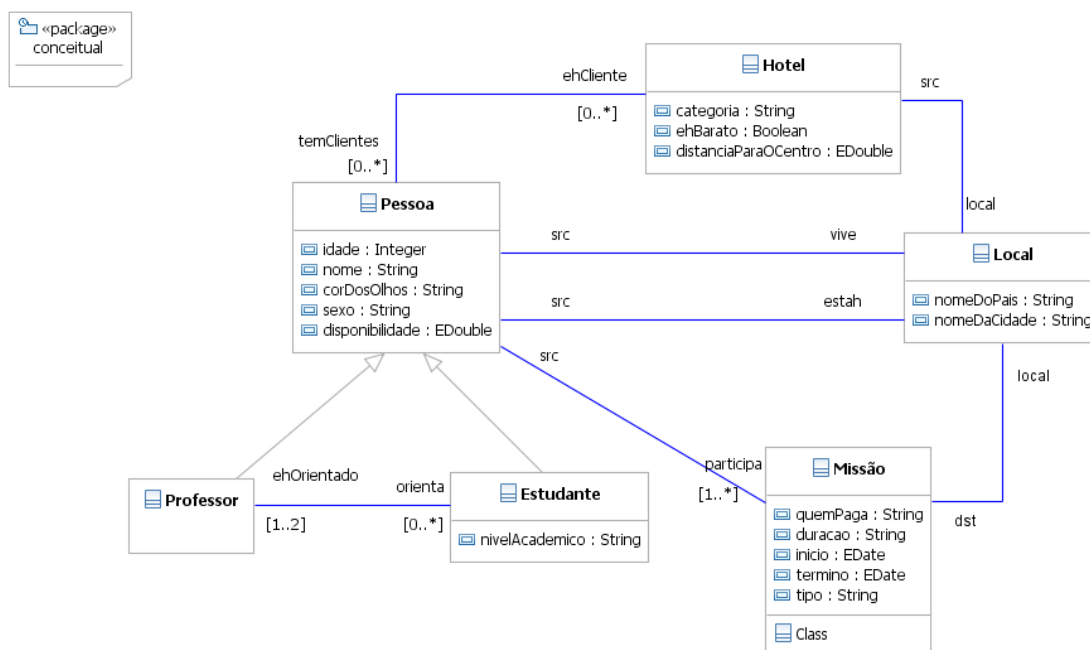 «package»
conceitual
Hotel
categoria : String
ehBarato : Boolean
distanciaParaOCentro : EDouble
ehCliente
[0..*]
src
temClientes
[0..*]
local
Pessoa
idade : Integer
nome : String
corDosOlhos : String
sexo : String
disponibilidade : EDouble
src
vive
src
estah
Local
nomeDoPais : String
nomeDaCidade : String
src
local
participa
[1..*]
Missão
quemPaga : String
duracao : String
inicio : EDate
termino : EDate
tipo : String
Class
dst
Professor
ehOrientado
[1..2]
orienta
[0..*]
Estudante
nivelAcademico : String